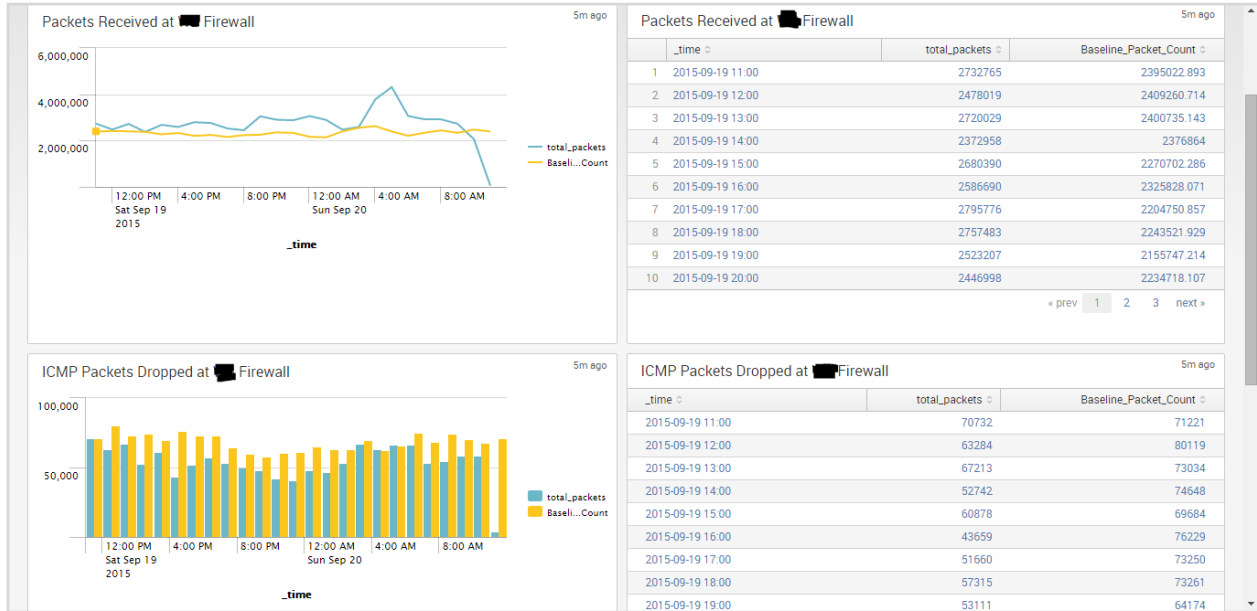 Packets Received at Firewall
5m ago
6,000,000
4,000,000
2,000,000
total_packets
Baseli...Count
12:00 PM 4:00 PM 8:00 PM 12:00 AM 4:00 AM 8:00 AM
Sat Sep 19 Sun Sep 20
2015
_time
Packets Received at Firewall
5m ago
_time total_packets Baseline_Packet_Count
1 2015-09-19 11:00 2732765 2395022.893
2 2015-09-19 12:00 2478019 2409260.714
3 2015-09-19 13:00 2720029 2400735.143
4 2015-09-19 14:00 2372958 2376864
5 2015-09-19 15:00 2680390 2270702.286
6 2015-09-19 16:00 2586690 2325828.071
7 2015-09-19 17:00 2795776 2204750.857
8 2015-09-19 18:00 2757483 2243521.929
9 2015-09-19 19:00 2523207 2155747.214
10 2015-09-19 20:00 2446998 2234718.107
« prev 1 2 3 next »
ICMP Packets Dropped at Firewall
5m ago
100,000
50,000
total_packets
Baseli...Count
12:00 PM 4:00 PM 8:00 PM 12:00 AM 4:00 AM 8:00 AM
Sat Sep 19 Sun Sep 20
2015
_time
ICMP Packets Dropped at Firewall
5m ago
_time total_packets Baseline_Packet_Count
2015-09-19 11:00 70732 71221
2015-09-19 12:00 63284 80119
2015-09-19 13:00 67213 73034
2015-09-19 14:00 52742 74648
2015-09-19 15:00 60878 69684
2015-09-19 16:00 43659 76229
2015-09-19 17:00 51660 73250
2015-09-19 18:00 57315 73261
2015-09-19 19:00 53111 64174